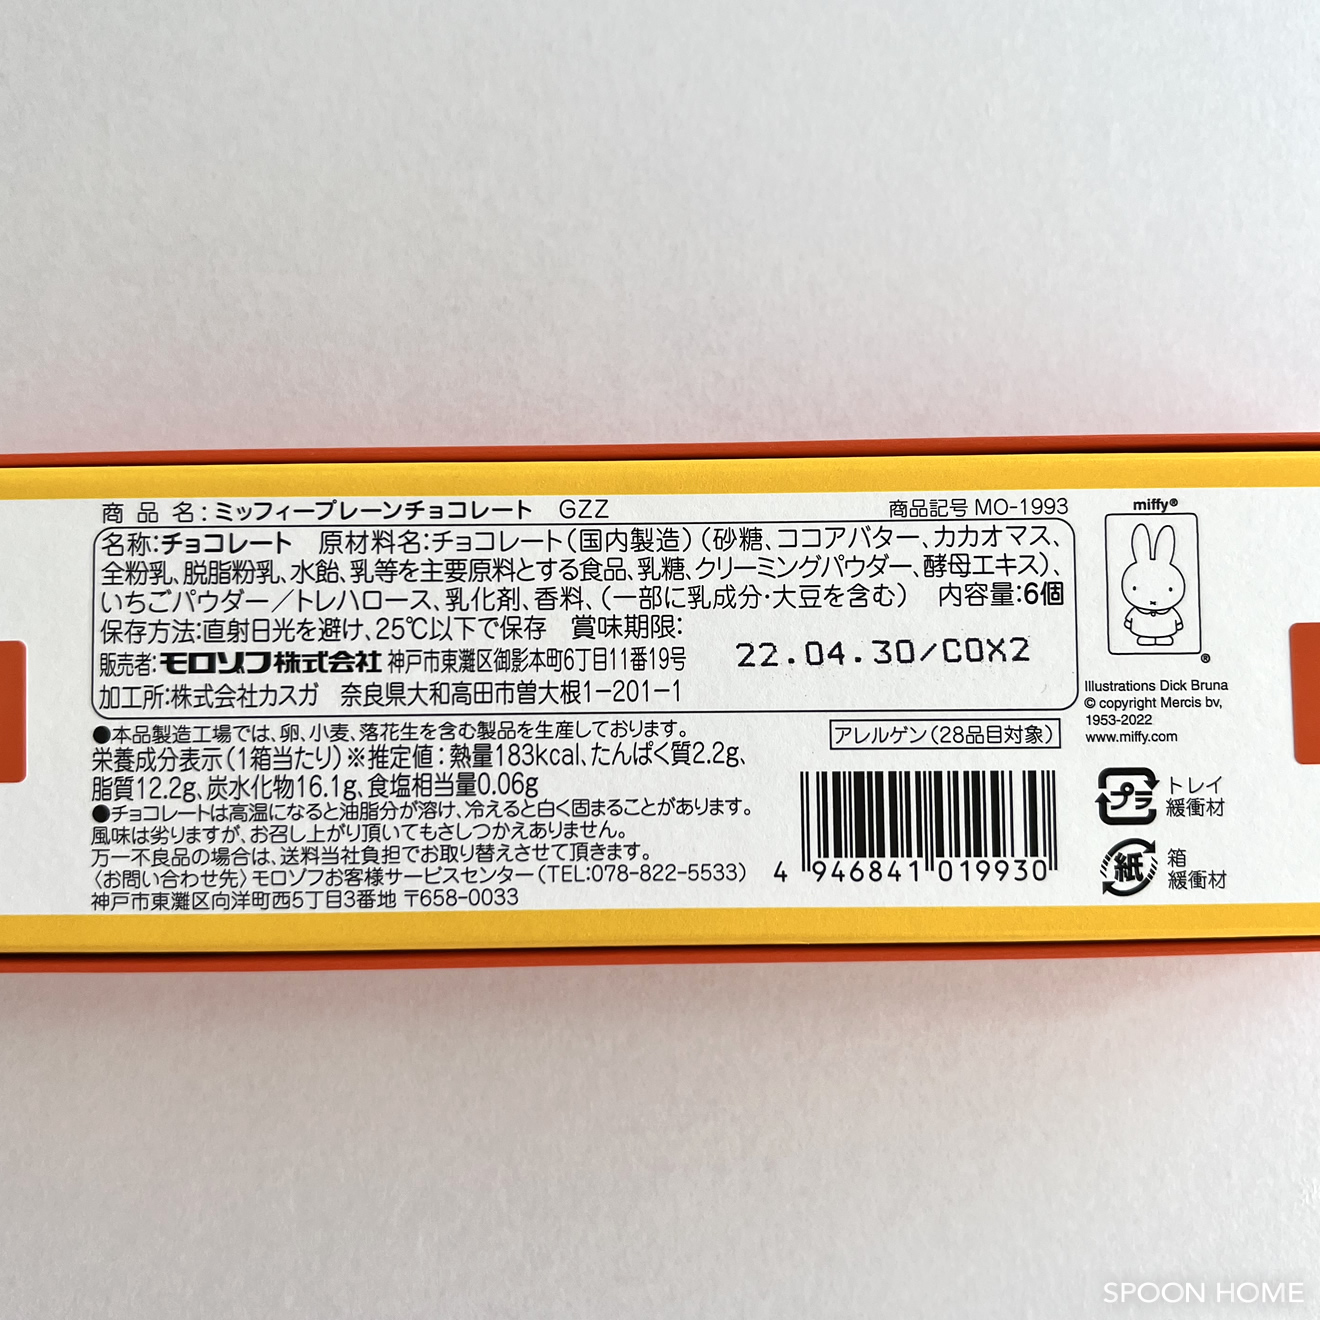 商品名:ミッフィープレーンチョコレート GZZ 商品記号 MO-1993
名称:チョコレート 原材料名:チョコレート(国内製造)(砂糖、ココアバター、カカオマス、
全粉乳、脱脂粉乳、水飴、乳等を主要原料とする食品、乳糖、クリーミングパウダー、酵母エキス)、
いちごパウダー/トレハロース、乳化剤、香料、(一部に乳成分・大豆を含む) 内容量:6個
保存方法:直射日光を避け、25℃以下で保存 賞味期限:
22.04.30/COX2
販売者:モロゾフ株式会社 神戸市東灘区御影本町6丁目11番19号
加工所:株式会社カスガ 奈良県大和高田市曽大根1-201-1
●本品製造工場では、卵、小麦、落花生を含む製品を生産しております。
栄養成分表示(1箱当たり)※推定値:熱量183kcal、たんぱく質2.2g、
脂質12.2g、炭水化物16.1g、食塩相当量0.06g
●チョコレートは高温になると油脂分が溶け、冷えると白く固まることがあります。
風味は劣りますが、お召し上がり頂いてもさしつかえありません。
万一不良品の場合は、送料当社負担でお取り替えさせて頂きます。
〈お問い合わせ先〉モロゾフお客様サービスセンター(TEL:078-822-5533)
神戸市東灘区向洋町西5丁目3番地 〒658-0033
アレルゲン(28品目対象)
4 946841 019930
miffy®
®
Illustrations Dick Bruna
© copyright Mercis bv,
1953-2022
www.miffy.com
プラ
トレイ
緩衝材
紙
箱
緩衝材
SPOON HOME